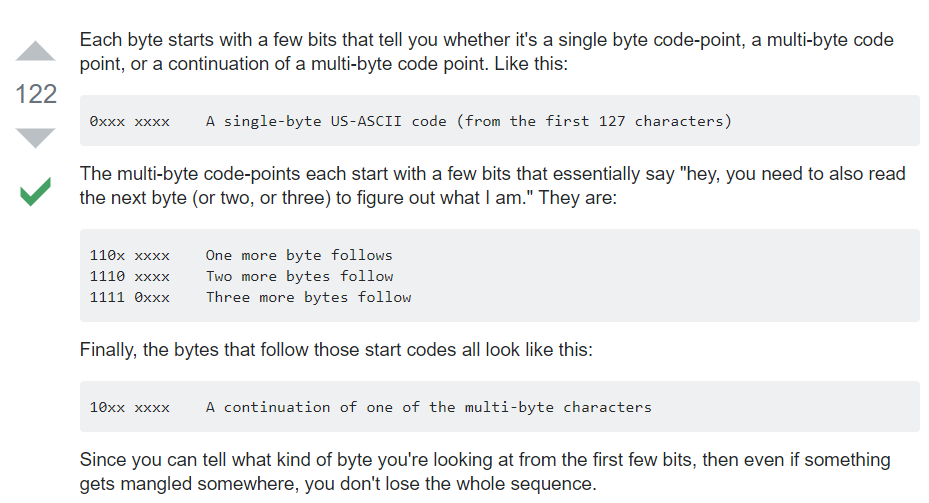 Each byte starts with a few bits that tell you whether it's a single byte code-point, a multi-byte code
point, or a continuation of a multi-byte code point. Like this:
122
0xxx xxxx    A single-byte US-ASCII code (from the first 127 characters)
The multi-byte code-points each start with a few bits that essentially say "hey, you need to also read
the next byte (or two, or three) to figure out what I am." They are:
110x xxxx    One more byte follows
1110 xxxx    Two more bytes follow
1111 0xxx    Three more bytes follow
Finally, the bytes that follow those start codes all look like this:
10xx xxxx    A continuation of one of the multi-byte characters
Since you can tell what kind of byte you're looking at from the first few bits, then even if something
gets mangled somewhere, you don't lose the whole sequence.